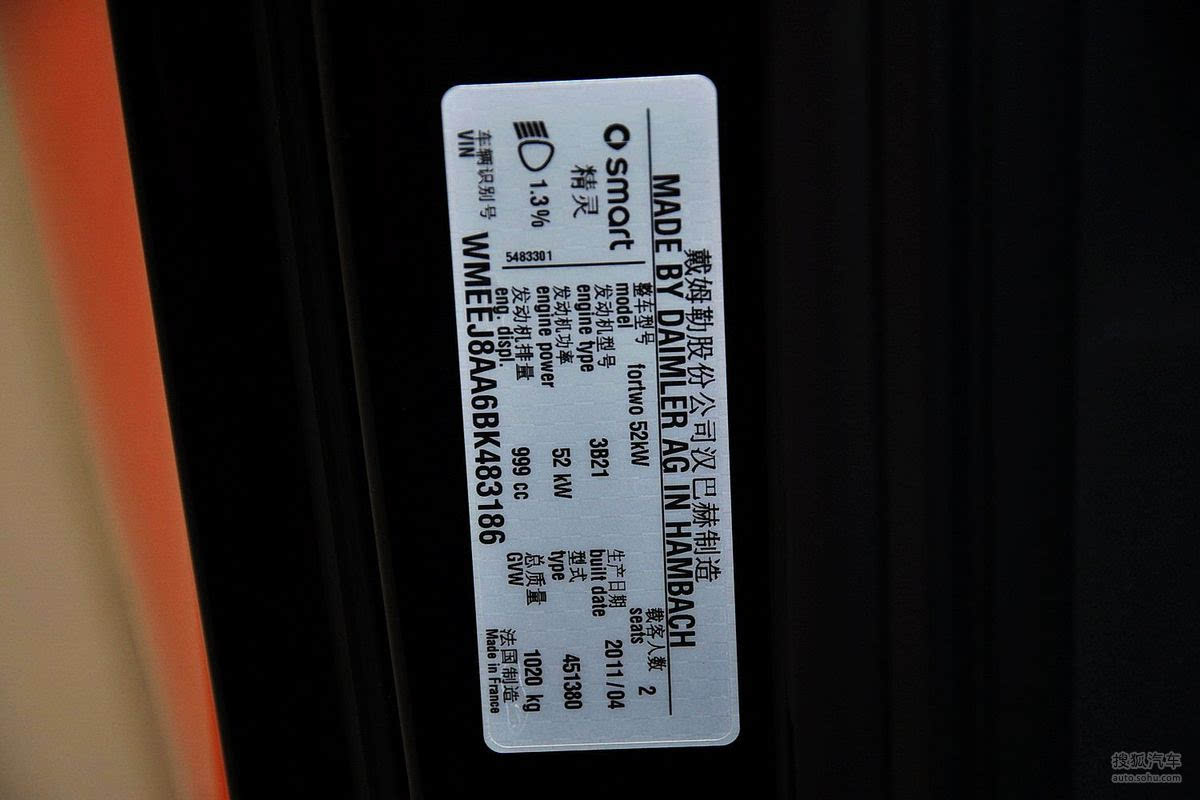 戴姆勒股份公司汉巴赫制造
MADE BY DAIMLER AG IN HAMBACH
smart
精灵
1.3%
5483301
整车型号
model fortwo 52kW
载客人数
seats 2
发动机型号
engine type 3B21
生产日期
built date 2011/04
发动机功率
engine power 52 kW
型式
type 451380
发动机排量
eng. displ. 999 cc
总质量
GVW 1020 kg
车辆识别号
VIN WMEEJ8AA6BK483186
法国制造
Made in France
搜狐汽车
auto.sohu.com